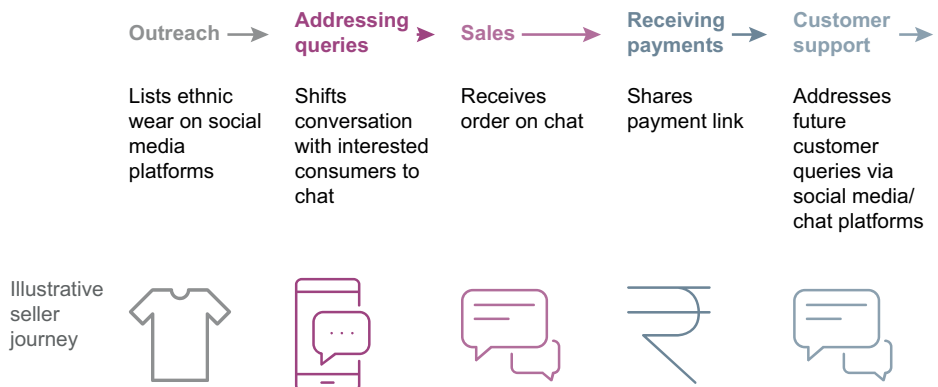 Outreach
Addressing
queries
Sales
Receiving
payments
Customer
support
Lists ethnic
wear on social
media
platforms
Shifts
conversation
with interested
consumers to
chat
Receives
order on chat
Shares
payment link
Addresses
future
customer
queries via
social media/
chat platforms
Illustrative
seller
journey